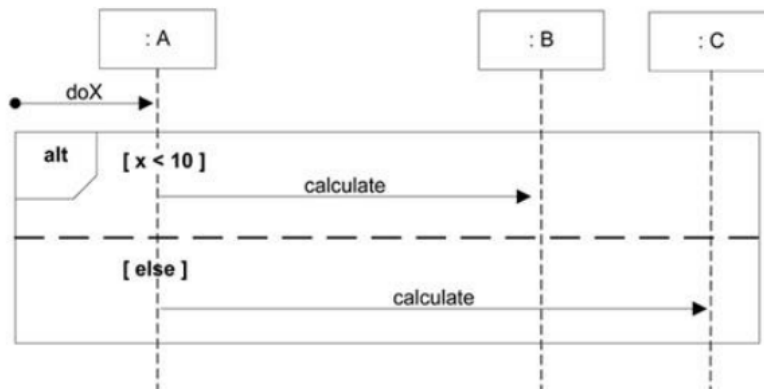 : A
: B
: C
doX
alt
[ x < 10 ]
calculate
[ else ]
calculate